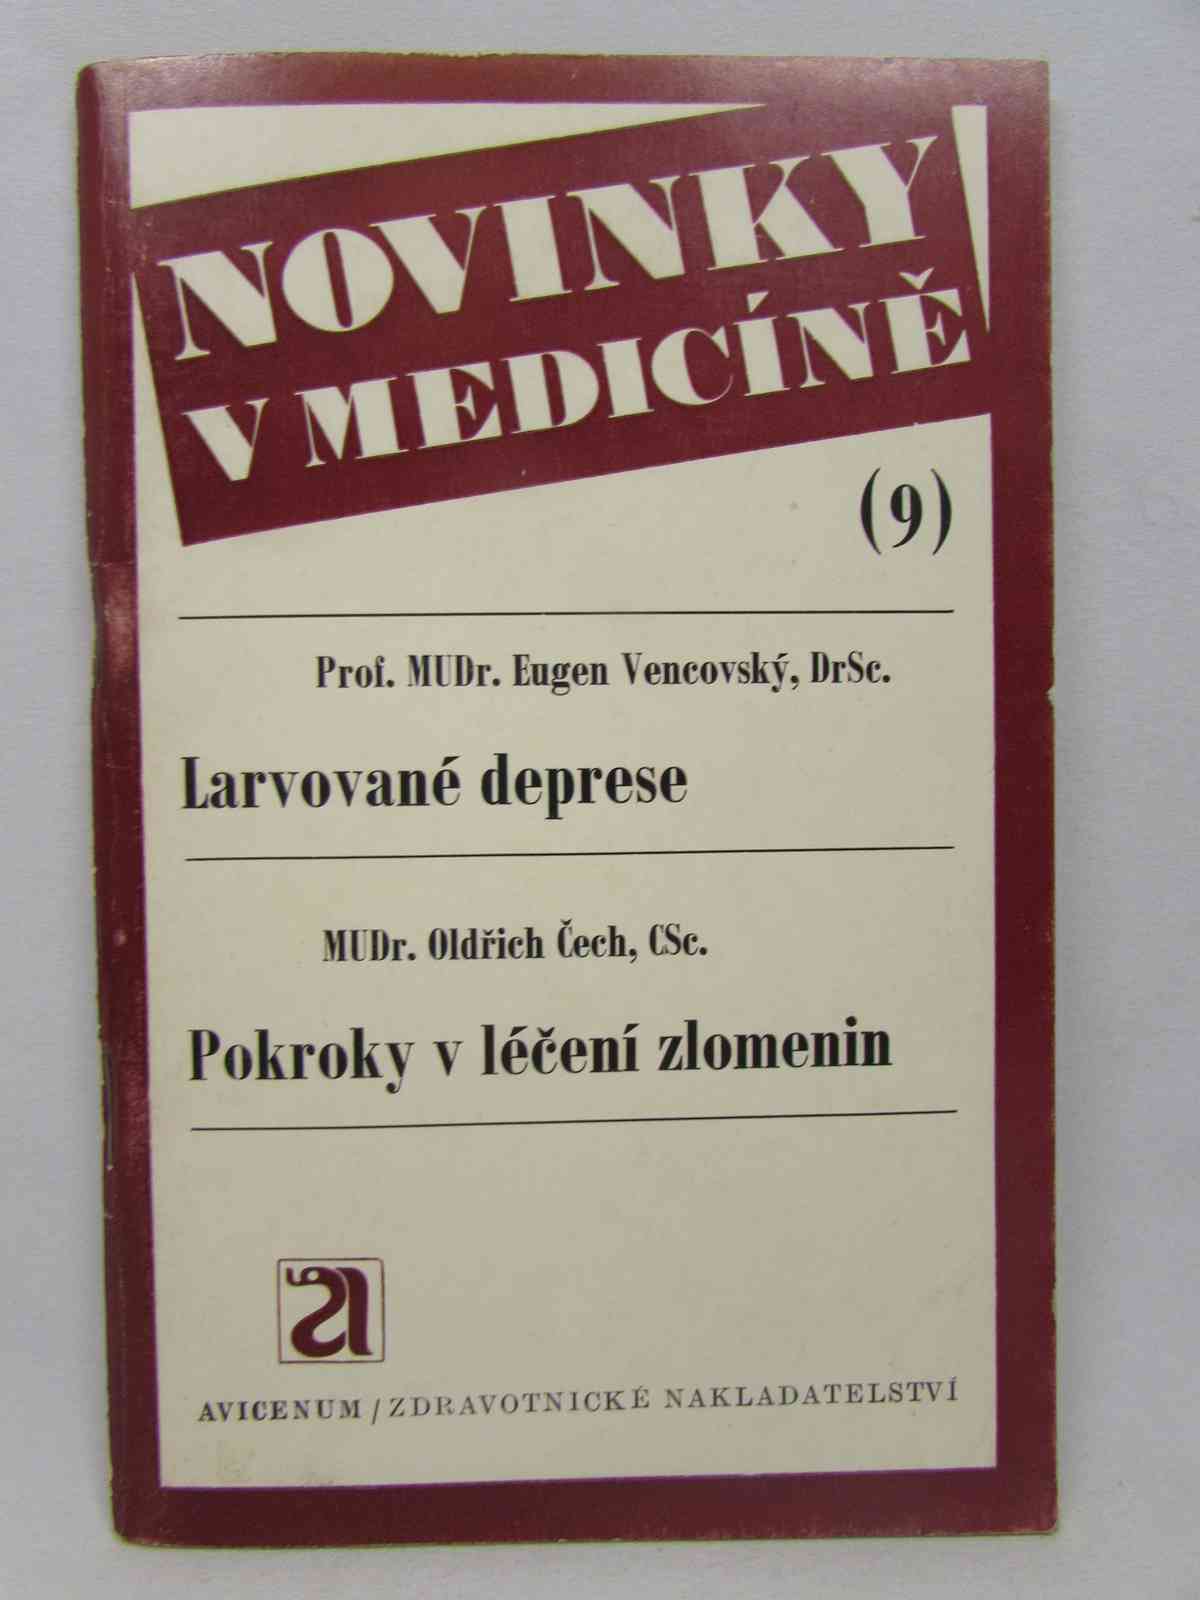 NOVINKY
V MEDICÍNĚ
(9)
Prof. MUDr. Eugen Vencovský, DrSc.
Larvované deprese
MUDr. Oldřich Čech, CSc.
Pokroky v léčení zlomenin
AVICENUM / ZDRAVOTNICKÉ NAKLADATELSTVÍ